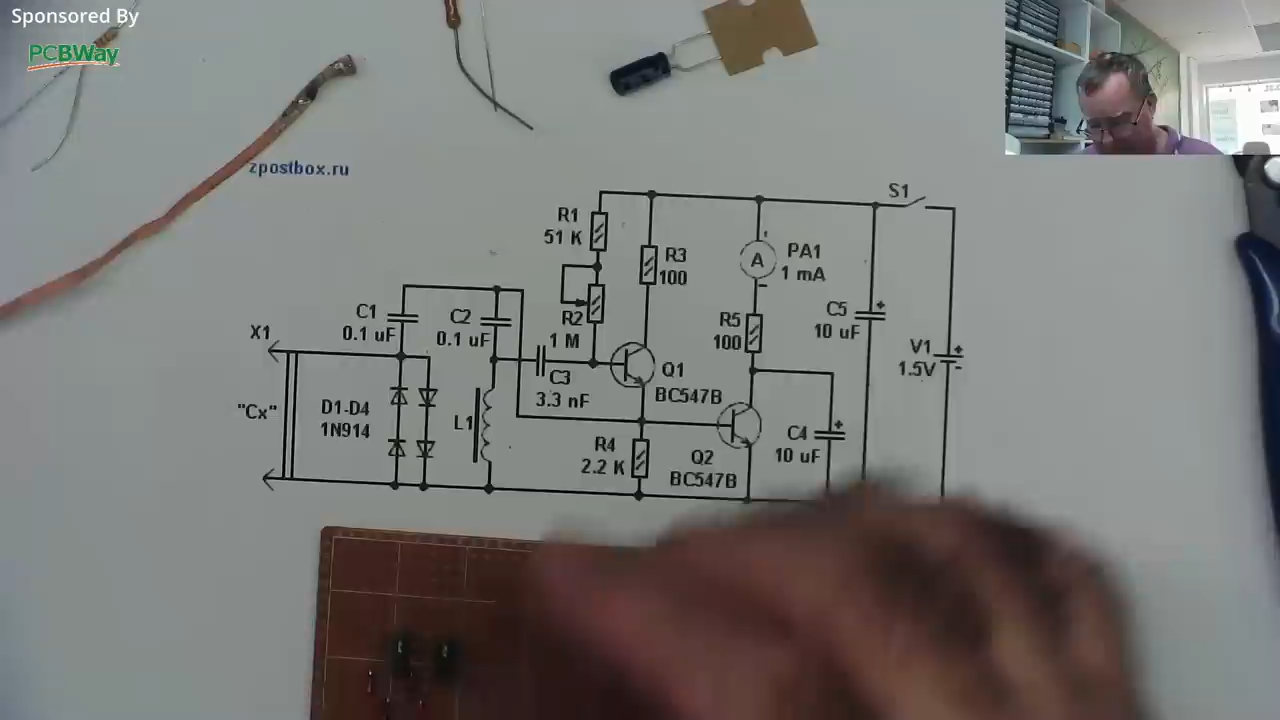 Sponsored By
PCBWay
zpostbox.ru
S1
R1
51 K
R3
100
A
PA1
1 mA
C1
0.1 uF
C2
0.1 uF
R2
1 M
R5
100
C5
10 uF
X1
V1
1.5V
C3
3.3 nF
Q1
BC547B
"Cx"
D1-D4
1N914
L1
R4
2.2 K
Q2
BC547B
C4
10 uF